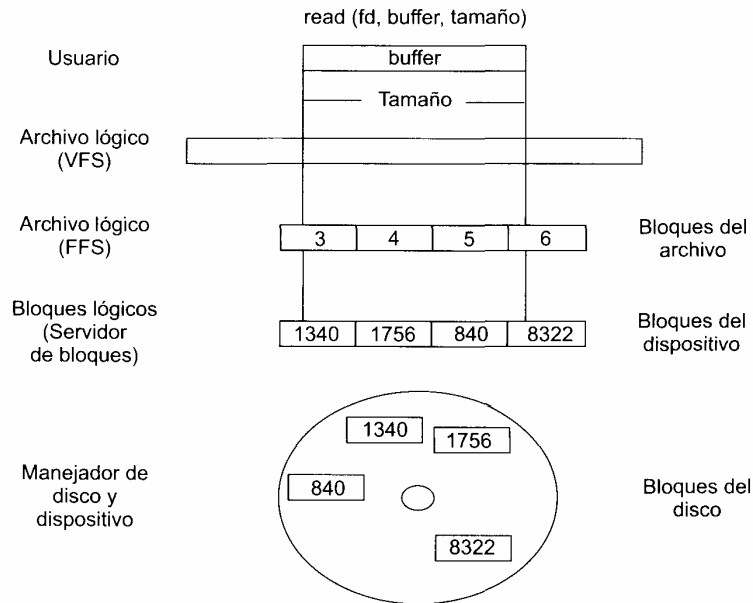 read (fd, buffer, tamaño)
Usuario
buffer
Tamaño
Archivo lógico
(VFS)
Archivo lógico
(FFS)
3 4 5 6
Bloques del
archivo
Bloques lógicos
(Servidor
de bloques)
1340 1756 840 8322
Bloques del
dispositivo
1340
1756
Manejador de
disco y
dispositivo
840
8322
Bloques del
disco